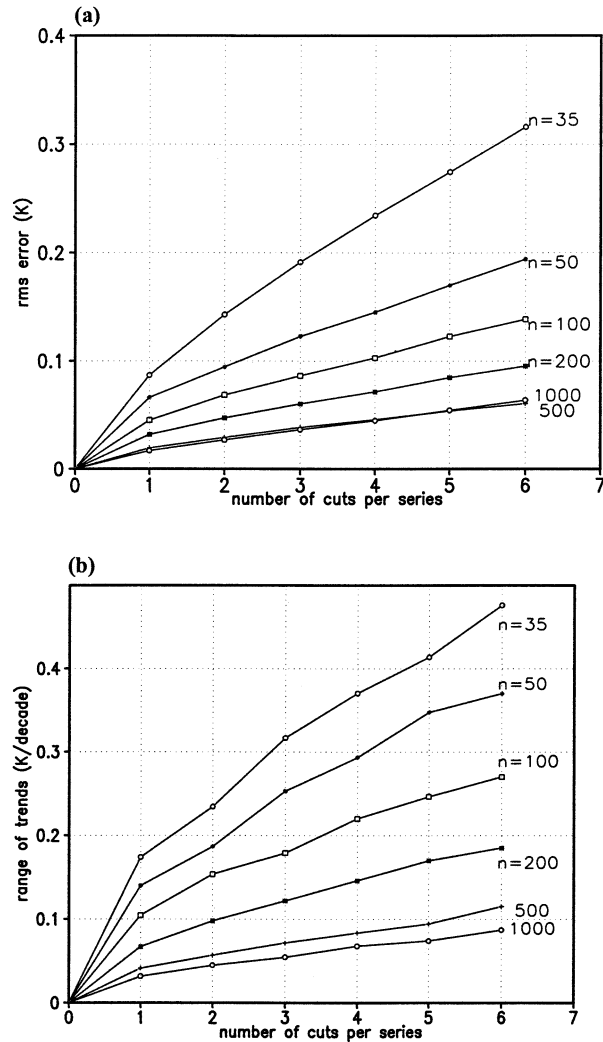 (a)
0.4
0.3
0.2
0.1
0
rms error (K)
n=35
n=50
n=100
n=200
1000
500
0 1 2 3 4 5 6 7
number of cuts per series
(b)
0.4
0.3
0.2
0.1
0
range of trends (K/decade)
n=35
n=50
n=100
n=200
500
1000
0 1 2 3 4 5 6 7
number of cuts per series